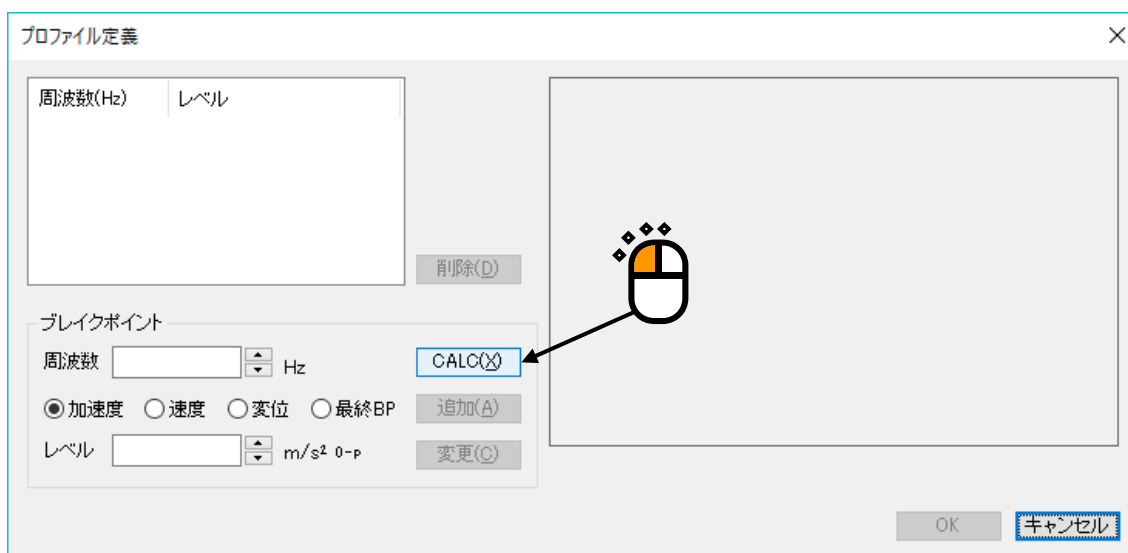 プロファイル定義
周波数(Hz) レベル
削除(D)
ブレイクポイント
周波数 Hz CALC(X)
加速度 速度 変位 最終BP 追加(A)
レベル m/s² 0-p 変更(C)
OK キャンセル